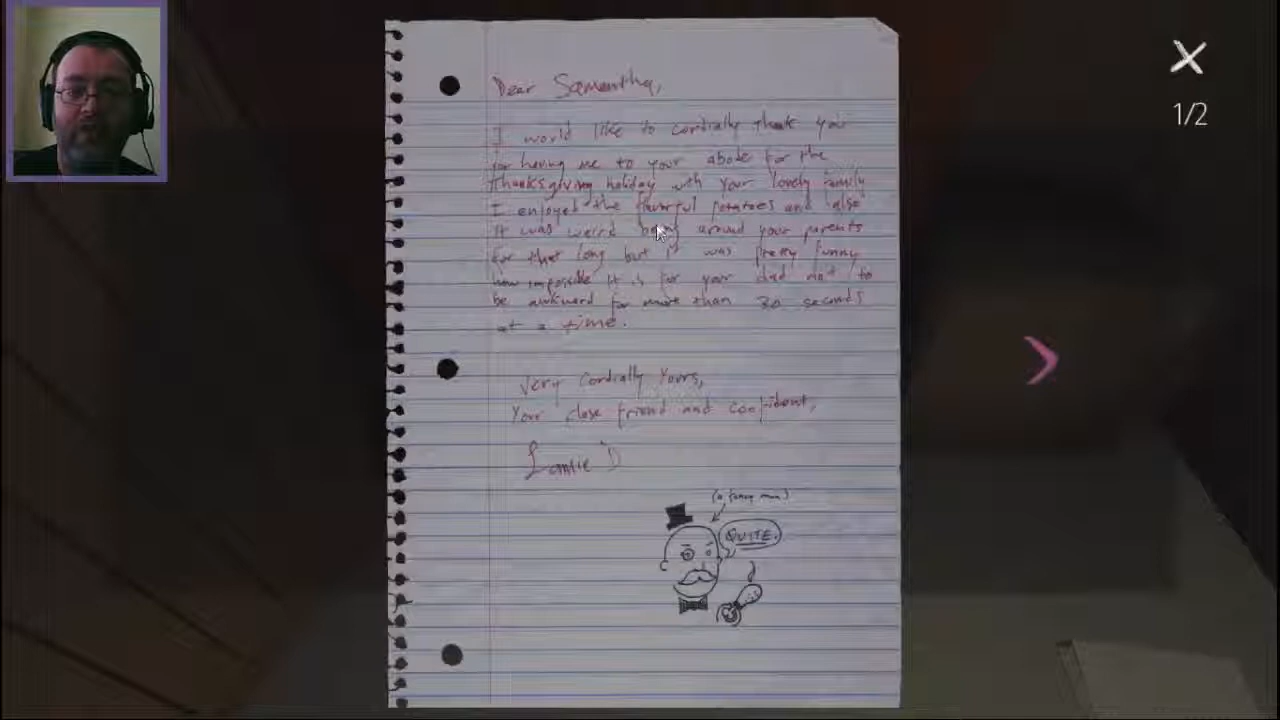 1/2
Dear Samantha,
I would like to cordially thank you
for having me to your abode for the
thanksgiving holiday with your lovely family
I enjoyed the flavorful potatoes and also
it was weird being around your parents
for that long but it was pretty funny
how impossible it is for your dad not to
be awkward for more than 30 seconds
at a time.
Very Cordially Yours,
Your close friend and confidant,
Lonnie D
(a fancy man)
QUITE.